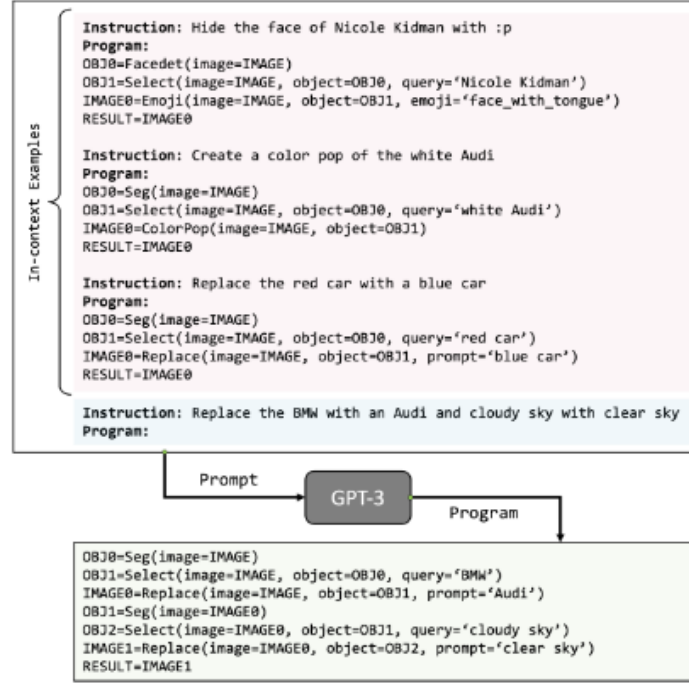 Instruction: Hide the face of Nicole Kidman with :p
Program:
OBJ0=Facedet(image=IMAGE)
OBJ1=Select(image=IMAGE, object=OBJ0, query=‘Nicole Kidman’)
IMAGE0=Emoji(image=IMAGE, object=OBJ1, emoji=‘face_with_tongue’)
RESULT=IMAGE0
Instruction: Create a color pop of the white Audi
Program:
OBJ0=Seg(image=IMAGE)
OBJ1=Select(image=IMAGE, object=OBJ0, query=‘white Audi’)
IMAGE0=ColorPop(image=IMAGE, object=OBJ1)
RESULT=IMAGE0
Instruction: Replace the red car with a blue car
Program:
OBJ0=Seg(image=IMAGE)
OBJ1=Select(image=IMAGE, object=OBJ0, query=‘red car’)
IMAGE0=Replace(image=IMAGE, object=OBJ1, prompt=‘blue car’)
RESULT=IMAGE0
In-context Examples
Instruction: Replace the BMW with an Audi and cloudy sky with clear sky
Program:
Prompt
GPT-3
Program
OBJ0=Seg(image=IMAGE)
OBJ1=Select(image=IMAGE, object=OBJ0, query=‘BMW’)
IMAGE0=Replace(image=IMAGE, object=OBJ1, prompt=‘Audi’)
OBJ1=Seg(image=IMAGE0)
OBJ2=Select(image=IMAGE0, object=OBJ1, query=‘cloudy sky’)
IMAGE1=Replace(image=IMAGE0, object=OBJ2, prompt=‘clear sky’)
RESULT=IMAGE1